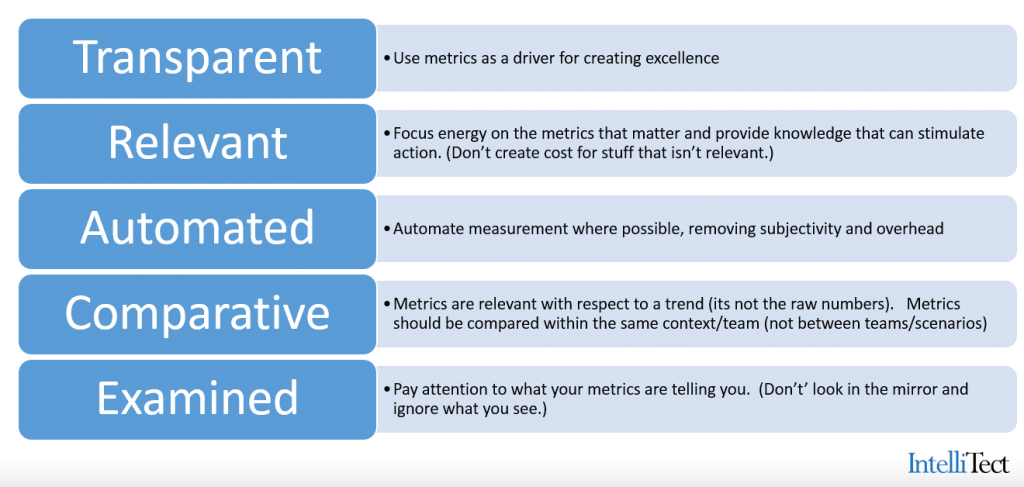 Transparent
•Use metrics as a driver for creating excellence
Relevant
•Focus energy on the metrics that matter and provide knowledge that can stimulate
action. (Don’t create cost for stuff that isn’t relevant.)
Automated
•Automate measurement where possible, removing subjectivity and overhead
Comparative
•Metrics are relevant with respect to a trend (its not the raw numbers).   Metrics
should be compared within the same context/team (not between teams/scenarios)
Examined
•Pay attention to what your metrics are telling you.  (Don’t’ look in the mirror and
ignore what you see.)
IntelliTect